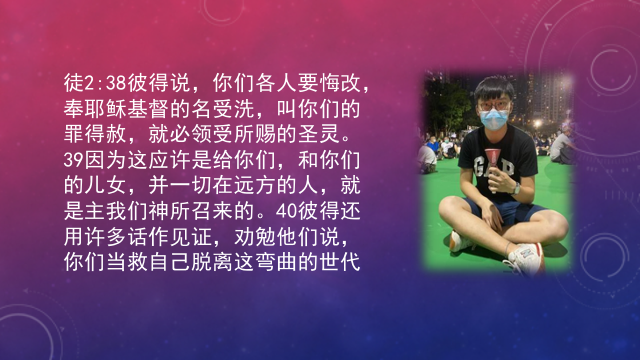 徒2:38彼得说，你们各人要悔改，
奉耶稣基督的名受洗，叫你们的
罪得赦，就必领受所赐的圣灵。
39因为这应许是给你们，和你们
的儿女，并一切在远方的人，就
是主我们神所召来的。40彼得还
用许多话作见证，劝勉他们说，
你们当救自己脱离这弯曲的世代
GAP